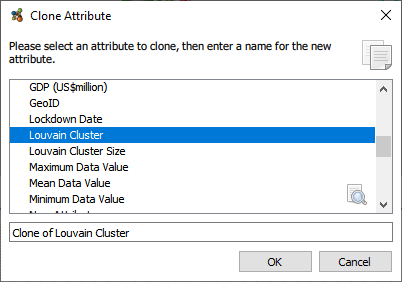 Clone Attribute
Please select an attribute to clone, then enter a name for the new
attribute.
GDP (US$million)
GeoID
Lockdown Date
Louvain Cluster
Louvain Cluster Size
Maximum Data Value
Mean Data Value
Minimum Data Value
Clone of Louvain Cluster
OK
Cancel